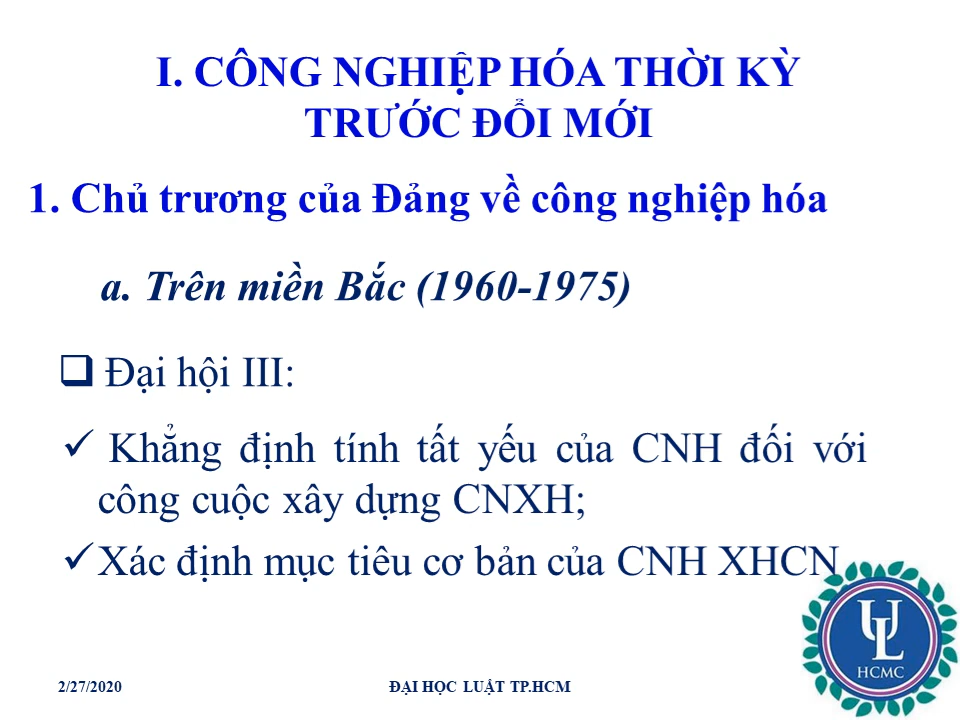 I. CÔNG NGHIỆP HÓA THỜI KỲ
TRƯỚC ĐỔI MỚI
1. Chủ trương của Đảng về công nghiệp hóa
a. Trên miền Bắc (1960-1975)
Đại hội III:
Khẳng định tính tất yếu của CNH đối với
công cuộc xây dựng CNXH;
Xác định mục tiêu cơ bản của CNH XHCN
UL
HCMC
2/27/2020
ĐẠI HỌC LUẬT TP.HCM